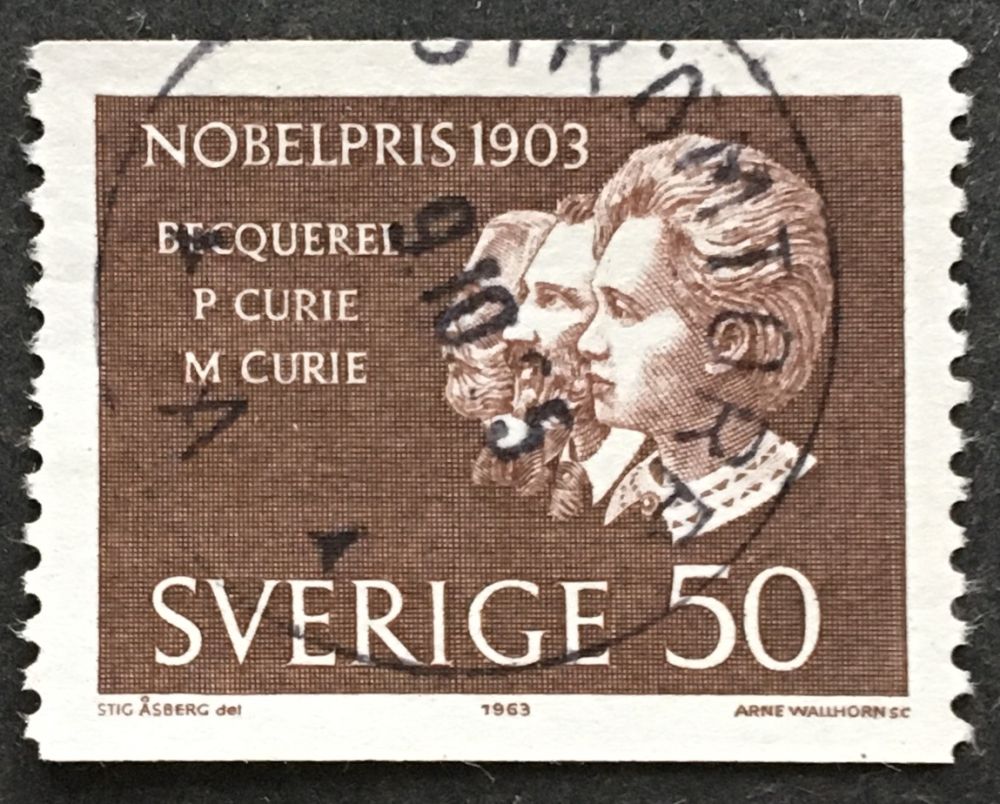 NOBELPRIS 1903
BECQUEREL
P CURIE
M CURIE
SVERIGE 50
STIG ÅSBERG del
1963
ARNE WALLHORN SC